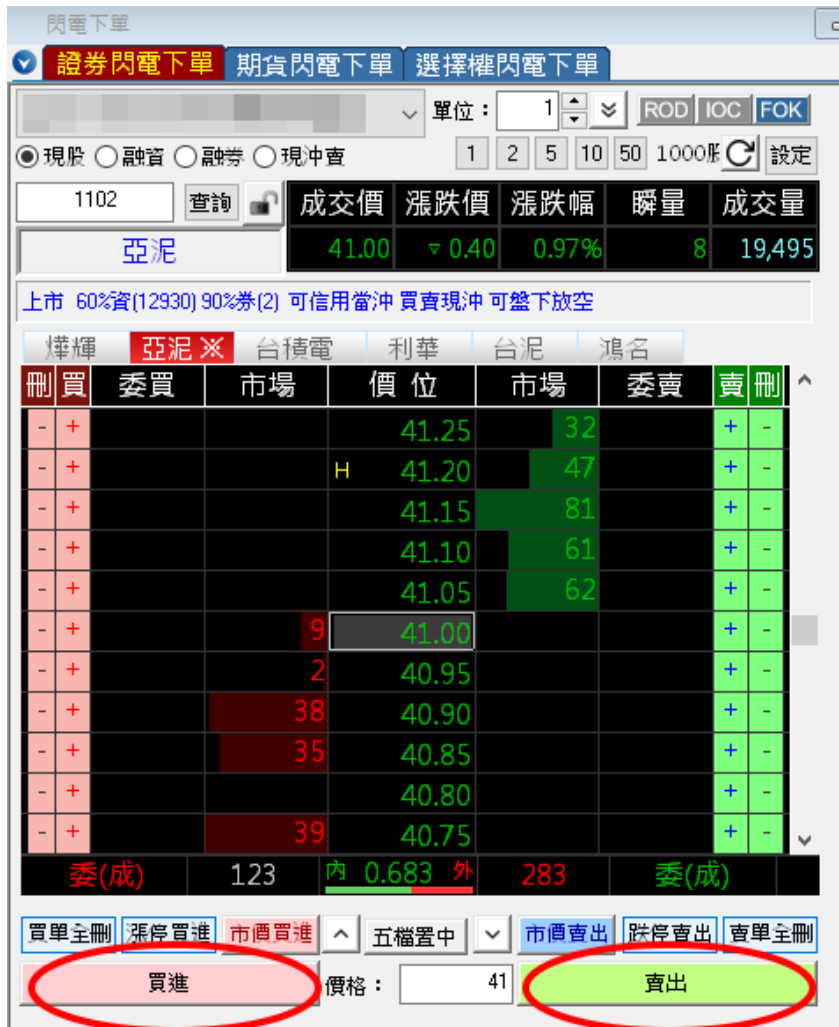 閃電下單
證券閃電下單 期貨閃電下單 選擇權閃電下單
單位： 1 ROD IOC FOK
現股 融資 融券 現沖賣 1 2 5 10 50 1000股 設定
1102 查詢 成交價 漲跌價 漲跌幅 瞬量 成交量
亞泥 41.00 ▽ 0.40 0.97% 8 19,495
上市 60%資(12930) 90%券(2) 可信用當沖 買賣現沖 可盤下放空
燁輝 亞泥※ 台積電 利華 台泥 鴻名
刪 買 委買 市場 價位 市場 委賣 賣 刪
- + 41.25 32 + -
- + H 41.20 47 + -
- + 41.15 81 + -
- + 41.10 61 + -
- + 41.05 62 + -
- + 9 41.00 + -
- + 2 40.95 + -
- + 38 40.90 + -
- + 35 40.85 + -
- + 40.80 + -
- + 39 40.75 + -
委(成) 123 內 0.683 外 283 委(成)
買單全刪 漲停買進 市價買進 五檔置中 市價賣出 跌停賣出 賣單全刪
買進 價格： 41 賣出